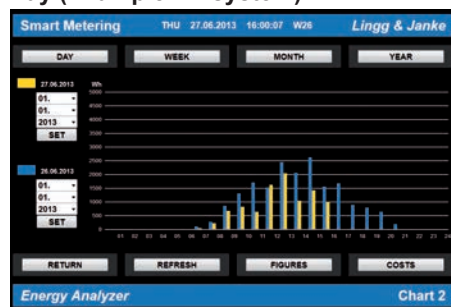 Smart Metering THU 27.06.2013 16:00:07 W26 Lingg & Janke
DAY WEEK MONTH YEAR
27.06.2013 Wh
5000
01. 4500
01. 4000
2013 3500
SET
3000
2500
26.06.2013 2000
01. 1500
01. 1000
2013 500
SET 0
01 02 03 04 05 06 07 08 09 10 11 12 13 14 15 16 17 18 19 20 21 22 23 24
RETURN REFRESH FIGURES COSTS
Energy Analyzer Chart 2